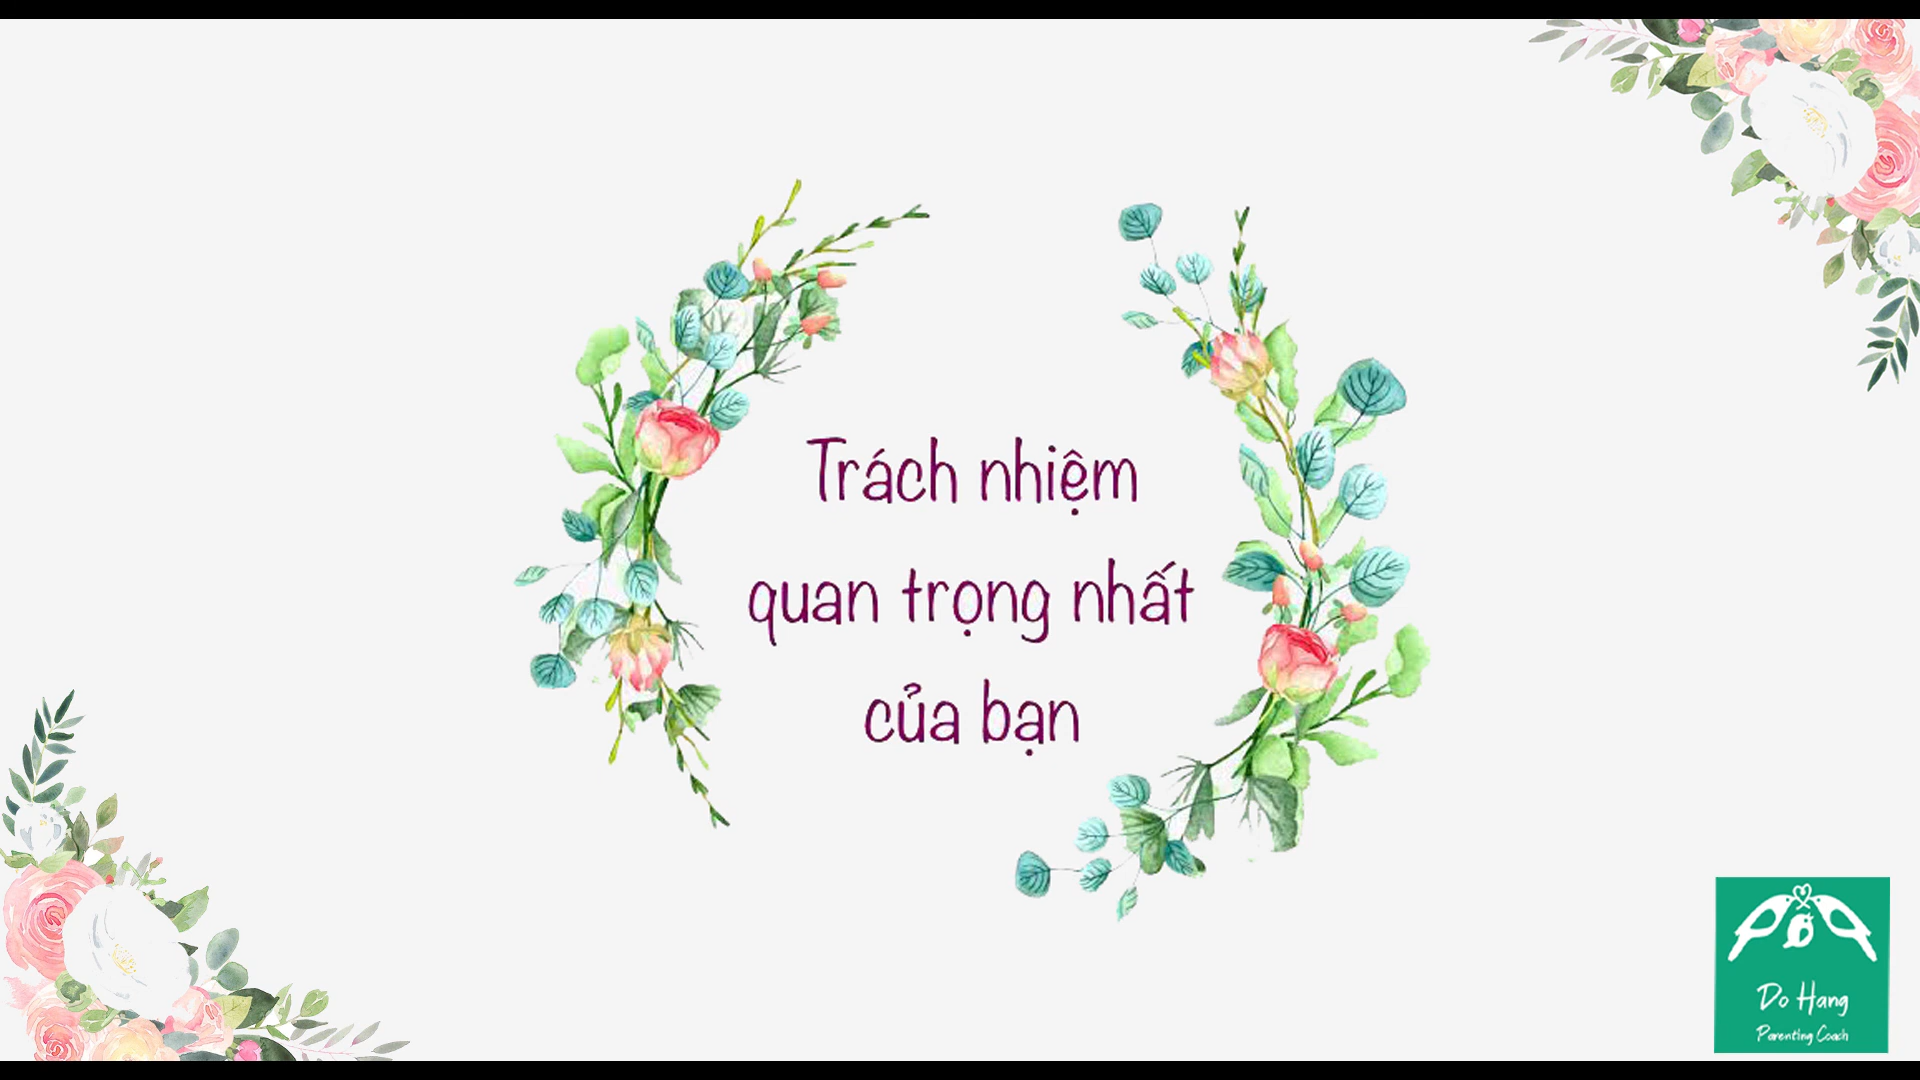 Trách nhiệm
quan trọng nhất
của bạn
Do Hang
Parenting Coach